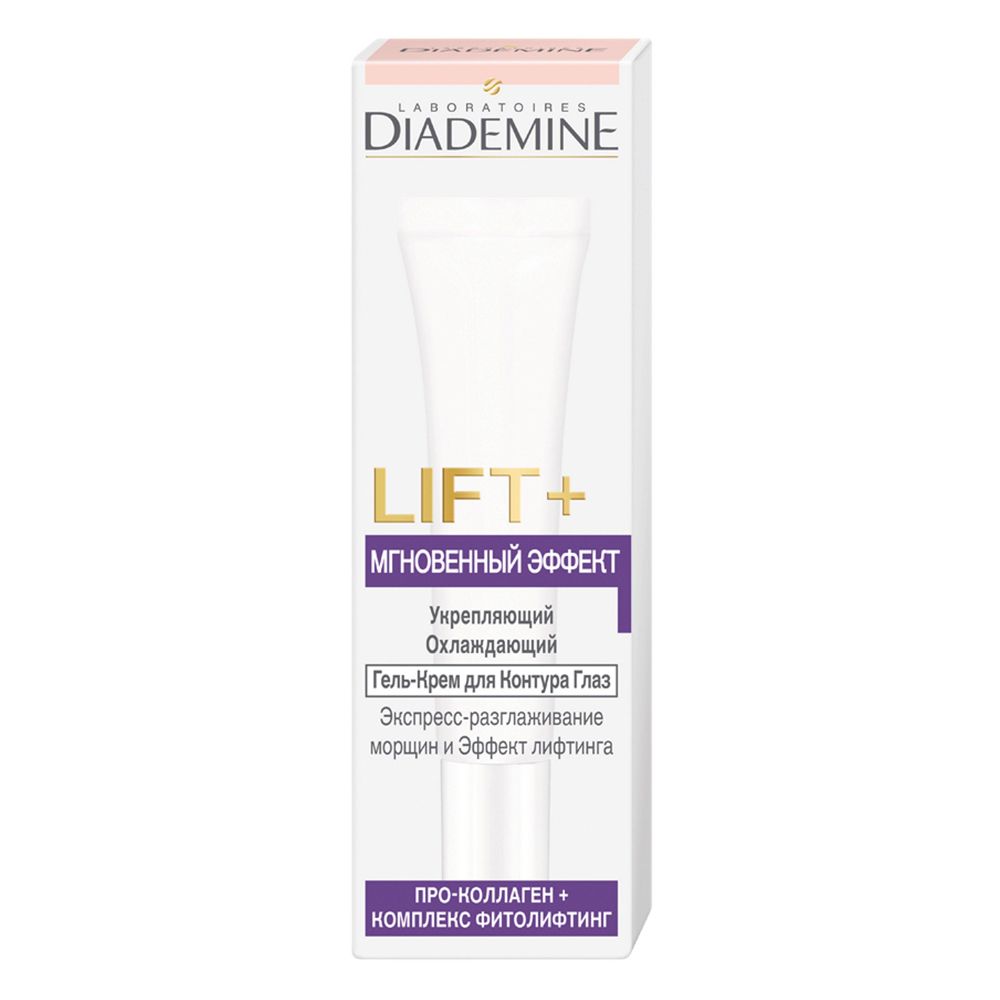 DIADEMINE
LABORATOIRES
DIADEMINE
LIFT+
МГНОВЕННЫЙ ЭФФЕКТ
Укрепляющий
Охлаждающий
Гель-Крем для Контура Глаз
Экспресс-разглаживание
морщин и Эффект лифтинга
ПРО-КОЛЛАГЕН +
КОМПЛЕКС ФИТОЛИФТИНГ